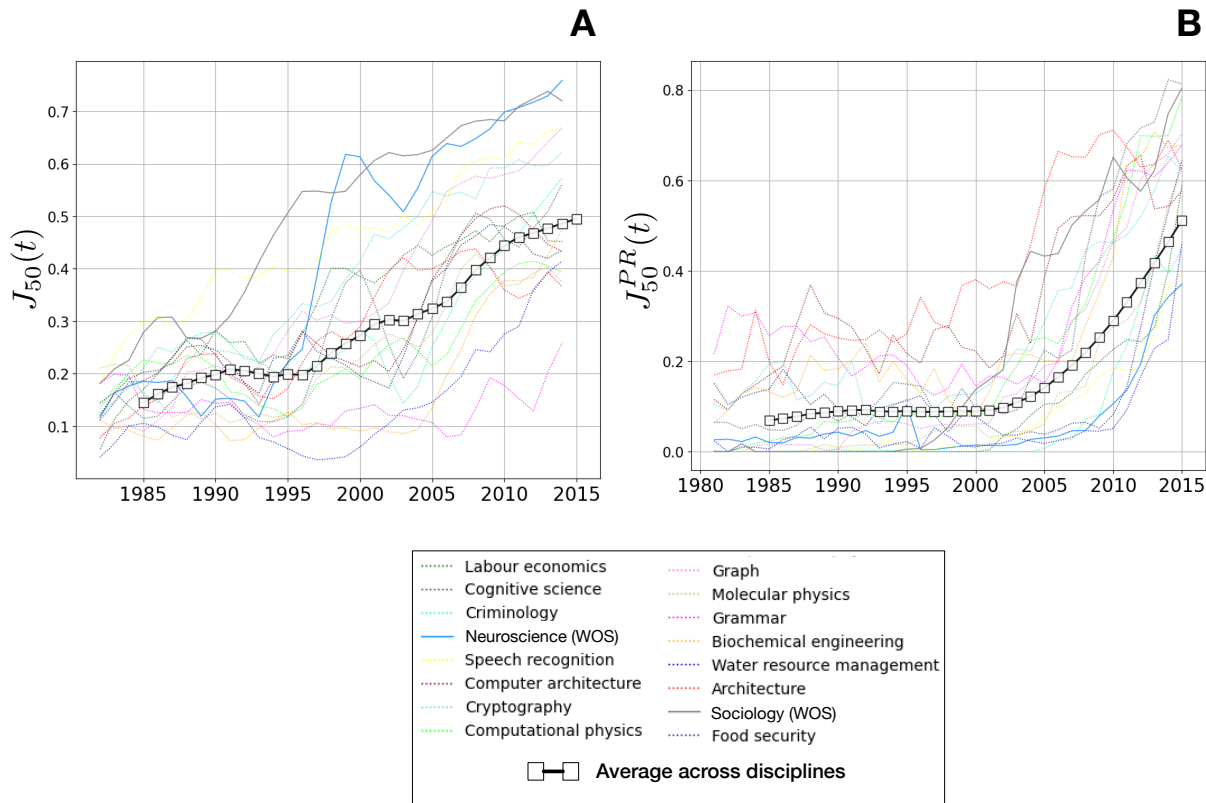 A
B
J_50(t)
0.7
0.6
0.5
0.4
0.3
0.2
0.1
1985 1990 1995 2000 2005 2010 2015
J_50^PR(t)
0.8
0.6
0.4
0.2
0.0
1980 1985 1990 1995 2000 2005 2010 2015
Labour economics
Cognitive science
Criminology
Neuroscience (WOS)
Speech recognition
Computer architecture
Cryptography
Computational physics
Graph
Molecular physics
Grammar
Biochemical engineering
Water resource management
Architecture
Sociology (WOS)
Food security
Average across disciplines